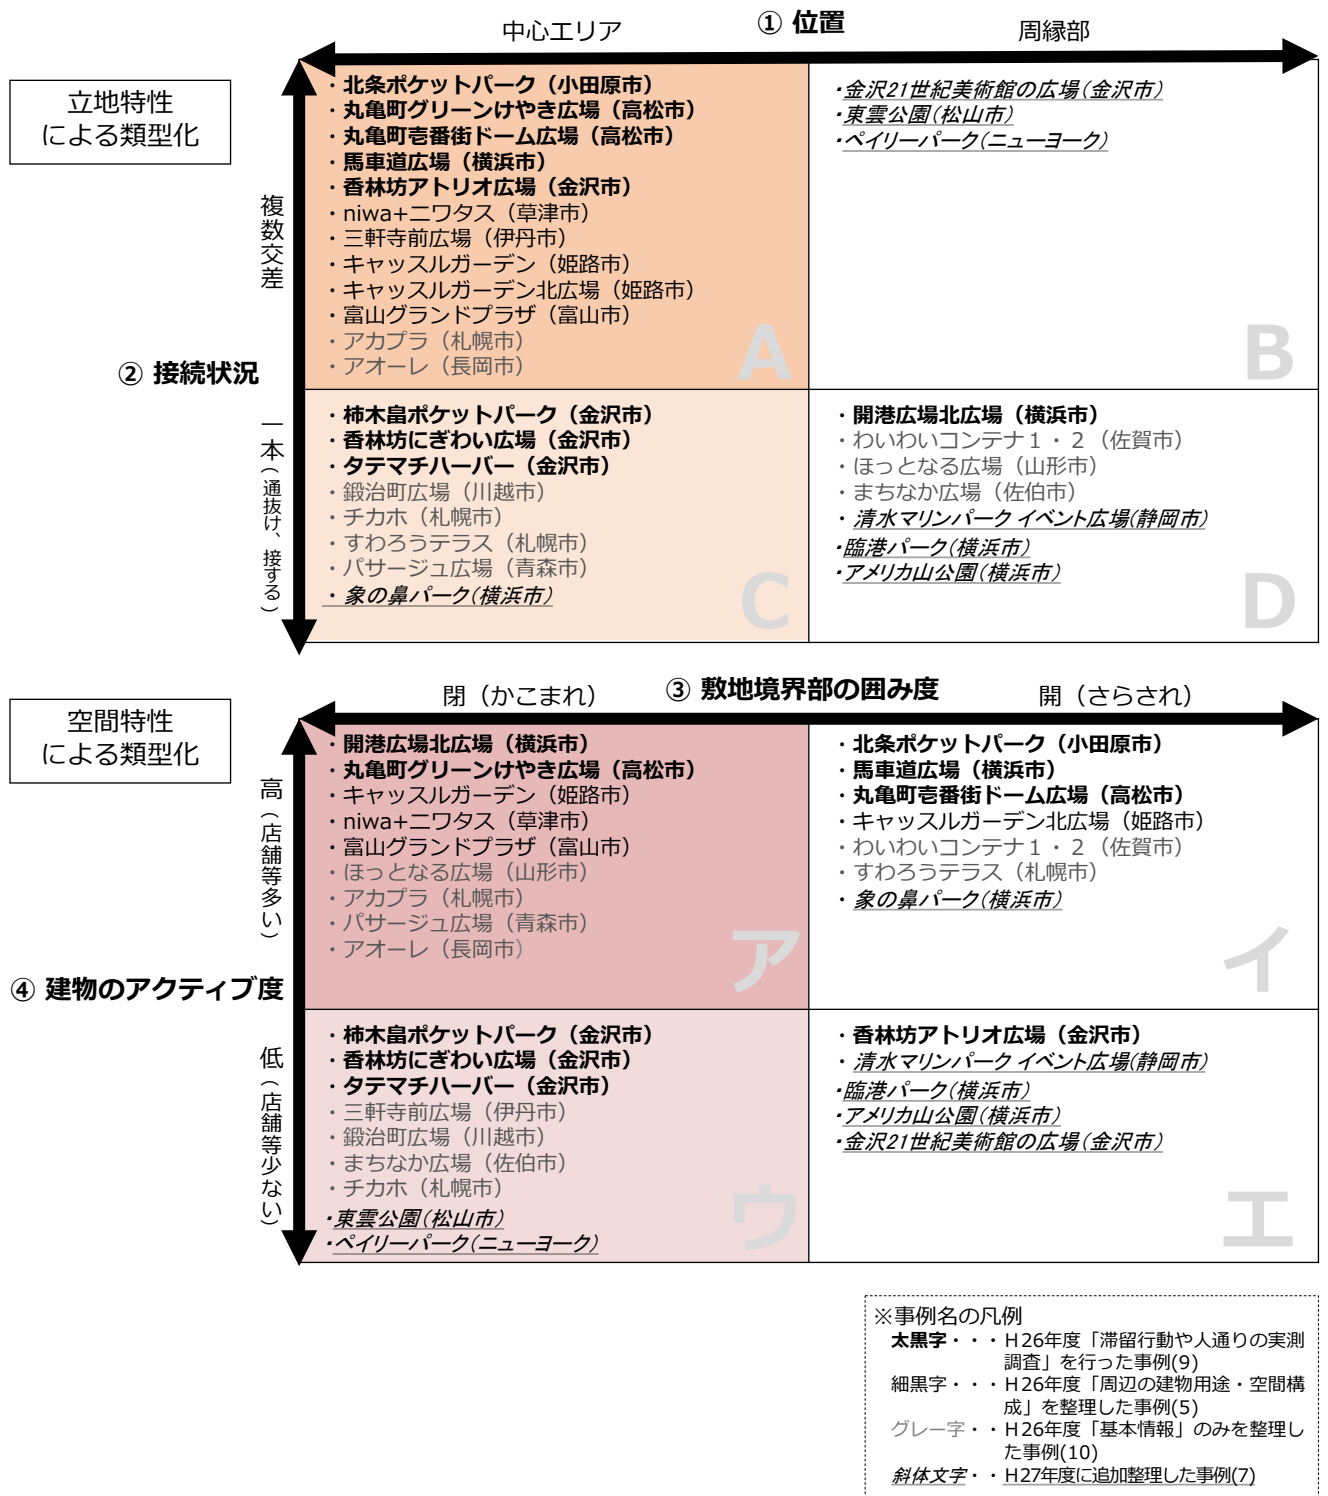 ① 位置
中心エリア
周縁部
立地特性
による類型化
複数交差
② 接続状況
一本（通抜け、接する）
・北条ポケットパーク（小田原市）
・丸亀町グリーンけやき広場（高松市）
・丸亀町壱番街ドーム広場（高松市）
・馬車道広場（横浜市）
・香林坊アトリオ広場（金沢市）
・niwa+ニワタス（草津市）
・三軒寺前広場（伊丹市）
・キャッスルガーデン（姫路市）
・キャッスルガーデン北広場（姫路市）
・富山グランドプラザ（富山市）
・アカプラ（札幌市）
・アオーレ（長岡市）
A
・金沢21世紀美術館の広場(金沢市)
・東雲公園(松山市)
・ペイリーパーク(ニューヨーク)
B
・柿木畠ポケットパーク（金沢市）
・香林坊にぎわい広場（金沢市）
・タテマチハーバー（金沢市）
・鍛治町広場（川越市）
・チカホ（札幌市）
・すわろうテラス（札幌市）
・パサージュ広場（青森市）
・象の鼻パーク(横浜市)
C
・開港広場北広場（横浜市）
・わいわいコンテナ１・２（佐賀市）
・ほっとなる広場（山形市）
・まちなか広場（佐伯市）
・清水マリンパーク イベント広場(静岡市)
・臨港パーク(横浜市)
・アメリカ山公園(横浜市)
D
③ 敷地境界部の囲み度
閉（かこまれ）
開（さらされ）
空間特性
による類型化
高（店舗等多い）
④ 建物のアクティブ度
低（店舗等少ない）
・開港広場北広場（横浜市）
・丸亀町グリーンけやき広場（高松市）
・キャッスルガーデン（姫路市）
・niwa+ニワタス（草津市）
・富山グランドプラザ（富山市）
・ほっとなる広場（山形市）
・アカプラ（札幌市）
・パサージュ広場（青森市）
・アオーレ（長岡市）
ア
・北条ポケットパーク（小田原市）
・馬車道広場（横浜市）
・丸亀町壱番街ドーム広場（高松市）
・キャッスルガーデン北広場（姫路市）
・わいわいコンテナ１・２（佐賀市）
・すわろうテラス（札幌市）
・象の鼻パーク(横浜市)
イ
・柿木畠ポケットパーク（金沢市）
・香林坊にぎわい広場（金沢市）
・タテマチハーバー（金沢市）
・三軒寺前広場（伊丹市）
・鍛治町広場（川越市）
・まちなか広場（佐伯市）
・チカホ（札幌市）
・東雲公園(松山市)
・ペイリーパーク(ニューヨーク)
ウ
・香林坊アトリオ広場（金沢市）
・清水マリンパーク イベント広場(静岡市)
・臨港パーク(横浜市)
・アメリカ山公園(横浜市)
・金沢21世紀美術館の広場(金沢市)
エ
※事例名の凡例
太黒字・・・Ｈ26年度「滞留行動や人通りの実測
調査」を行った事例(9)
細黒字・・・Ｈ26年度「周辺の建物用途・空間構
成」を整理した事例(5)
グレー字・・Ｈ26年度「基本情報」のみを整理し
た事例(10)
斜体文字・・Ｈ27年度に追加整理した事例(7)